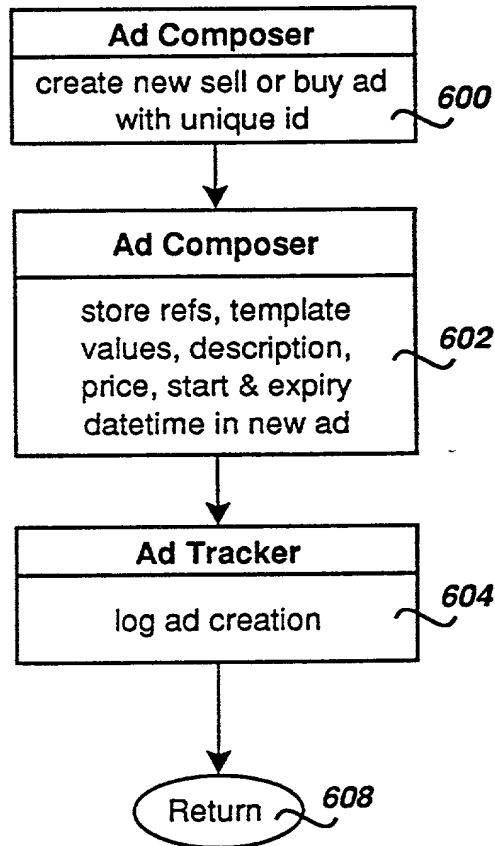 Ad Composer
create new sell or buy ad
with unique id
600
Ad Composer
store refs, template
values, description,
price, start & expiry
datetime in new ad
602
Ad Tracker
log ad creation
604
Return
608